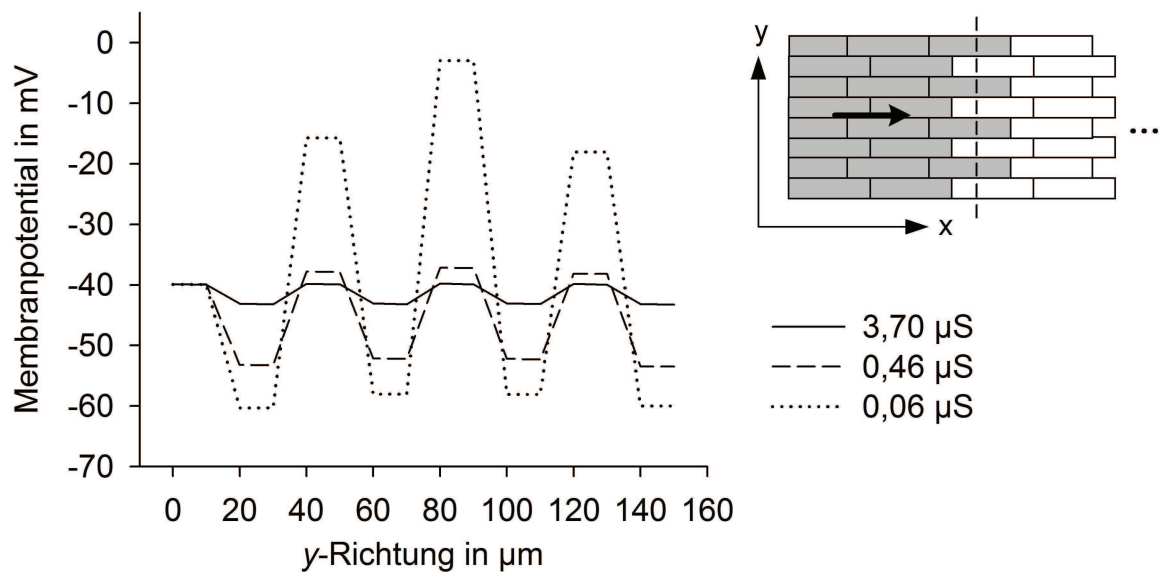 Membranpotential in mV
0
-10
-20
-30
-40
-50
-60
-70
0 20 40 60 80 100 120 140 160
y-Richtung in µm
y
x
...
3,70 µS
0,46 µS
0,06 µS